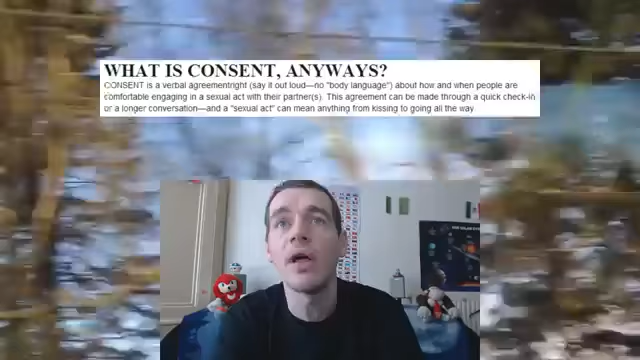 WHAT IS CONSENT, ANYWAYS?
CONSENT is a verbal agreementright (say it out loud—no "body language") about how and when people are
comfortable engaging in a sexual act with their partner(s). This agreement can be made through a quick check-in
or a longer conversation—and a "sexual act" can mean anything from kissing to going all the way.